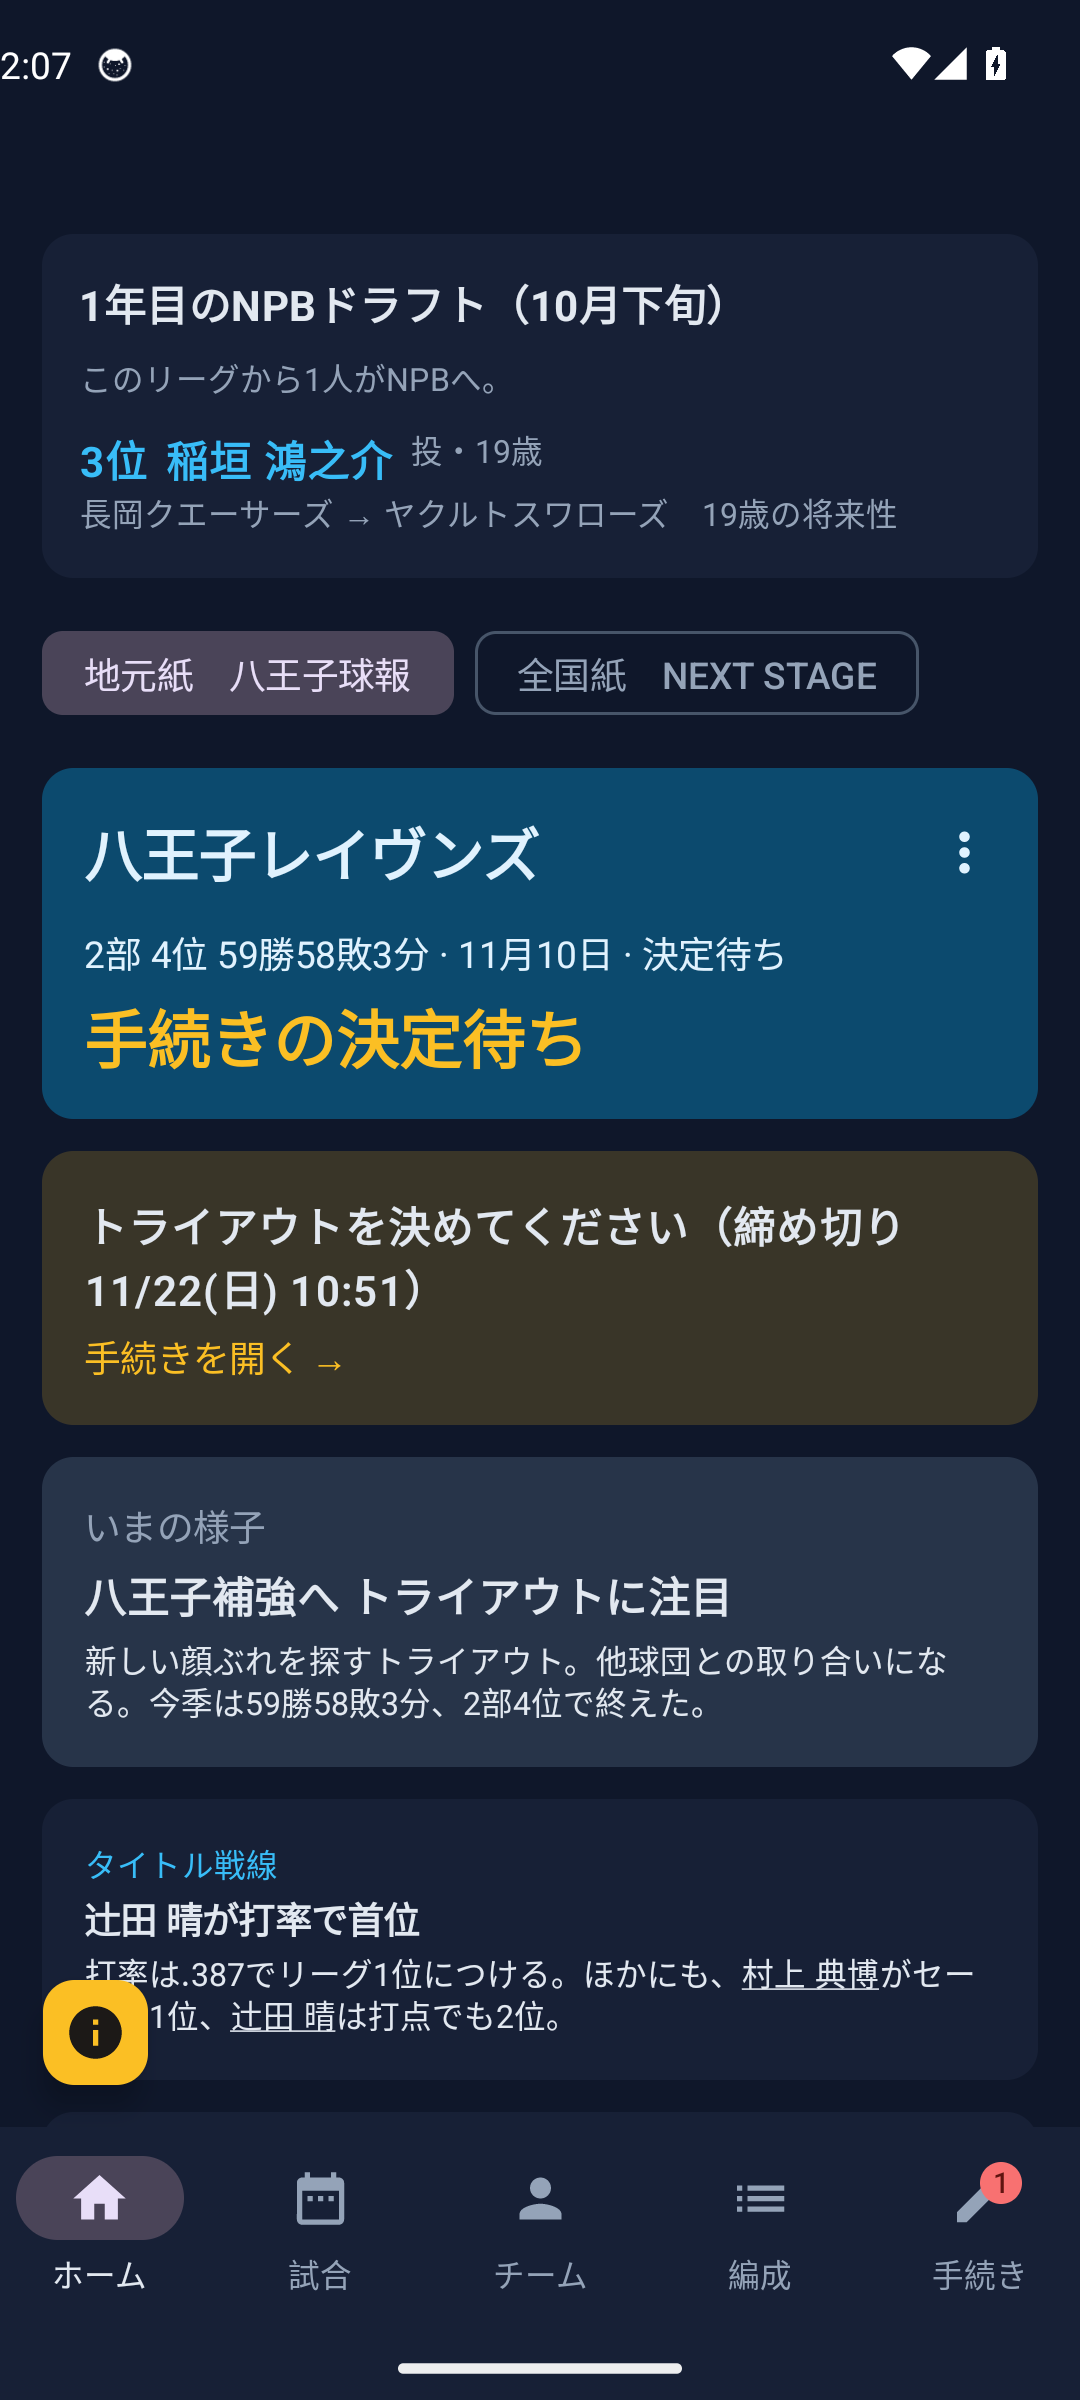 2:07
1年目のNPBドラフト（10月下旬）
このリーグから1人がNPBへ。
3位 稲垣 鴻之介 投・19歳
長岡クエーサーズ → ヤクルトスワローズ 19歳の将来性
地元紙 八王子球報 全国紙 NEXT STAGE
八王子レイヴンズ
2部 4位 59勝58敗3分 · 11月10日 · 決定待ち
手続きの決定待ち
トライアウトを決めてください（締め切り
11/22(日) 10:51）
手続きを開く →
いまの様子
八王子補強へ トライアウトに注目
新しい顔ぶれを探すトライアウト。他球団との取り合いにな
る。今季は59勝58敗3分、2部4位で終えた。
タイトル戦線
辻田 晴が打率で首位
打率は.387でリーグ1位につける。ほかにも、村上 典博がセー
1位、辻田 晴は打点でも2位。
1
ホーム 試合 チーム 編成 手続き